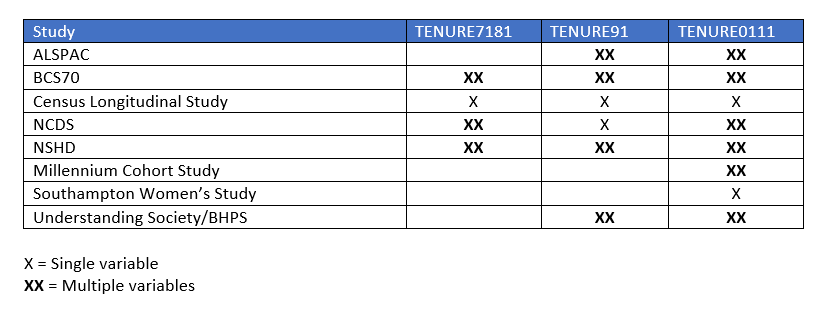 Study TENURE7181 TENURE91 TENURE0111
ALSPAC XX XX
BCS70 XX XX XX
Census Longitudinal Study X X X
NCDS XX X XX
NSHD XX XX XX
Millennium Cohort Study XX
Southampton Women’s Study X
Understanding Society/BHPS XX XX
X = Single variable
XX = Multiple variables